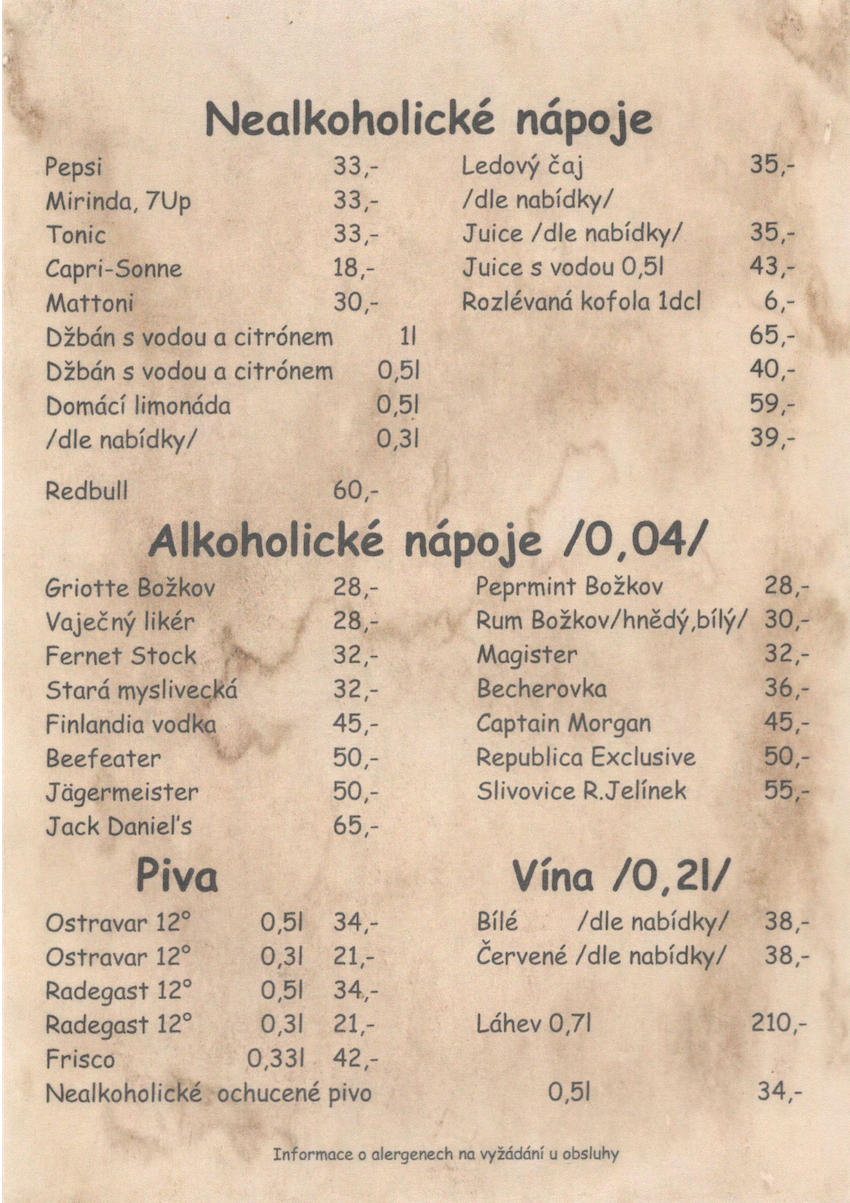 Nealkoholické nápoje
Pepsi 33,- Ledový čaj 35,-
Mirinda, 7Up 33,- /dle nabídky/
Tonic 33,- Juice /dle nabídky/ 35,-
Capri-Sonne 18,- Juice s vodou 0,5l 43,-
Mattoni 30,- Rozlévaná kofola 1dcl 6,-
Džbán s vodou a citrónem 1l 65,-
Džbán s vodou a citrónem 0,5l 40,-
Domácí limonáda 0,5l 59,-
/dle nabídky/ 0,3l 39,-
Redbull 60,-
Alkoholické nápoje /0,04/
Griotte Božkov 28,- Peprmint Božkov 28,-
Vaječný likér 28,- Rum Božkov/hnědý,bílý/ 30,-
Fernet Stock 32,- Magister 32,-
Stará myslivecká 32,- Becherovka 36,-
Finlandia vodka 45,- Captain Morgan 45,-
Beefeater 50,- Republica Exclusive 50,-
Jägermeister 50,- Slivovice R.Jelínek 55,-
Jack Daniel's 65,-
Piva Vína /0,2l/
Ostravar 12° 0,5l 34,- Bílé /dle nabídky/ 38,-
Ostravar 12° 0,3l 21,- Červené /dle nabídky/ 38,-
Radegast 12° 0,5l 34,-
Radegast 12° 0,3l 21,- Láhev 0,7l 210,-
Frisco 0,33l 42,-
Nealkoholické ochucené pivo 0,5l 34,-
Informace o alergenech na vyžádání u obsluhy